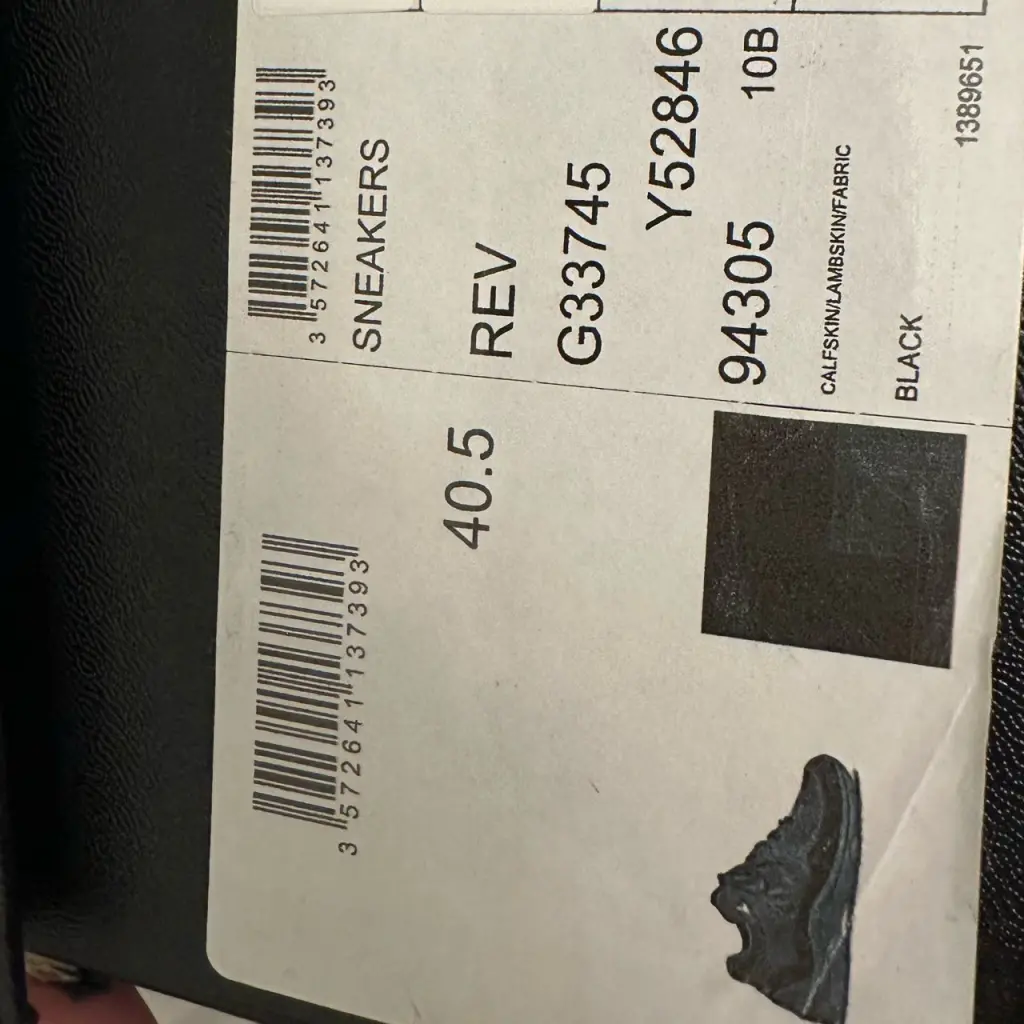 3 572641 137393
SNEAKERS
REV
G33745
Y52846
94305 10B
CALFSKIN/LAMBSKIN/FABRIC
BLACK
1389651
40.5
3 572641 137393